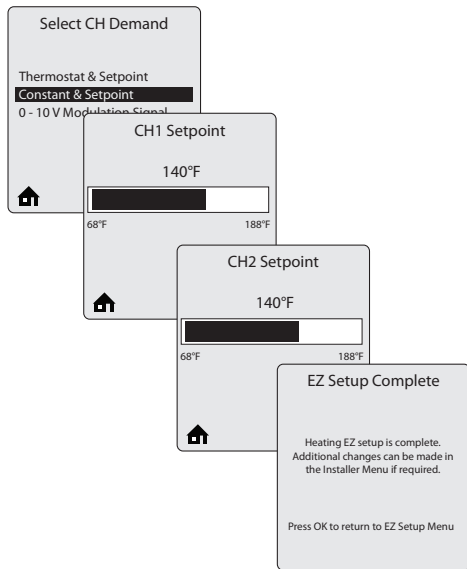 Select CH Demand
Thermostat & Setpoint
Constant & Setpoint
0 - 10 V Modulation Signal
CH1 Setpoint
140°F
68°F 188°F
CH2 Setpoint
140°F
68°F 188°F
EZ Setup Complete
Heating EZ setup is complete.
Additional changes can be made in
the Installer Menu if required.
Press OK to return to EZ Setup Menu